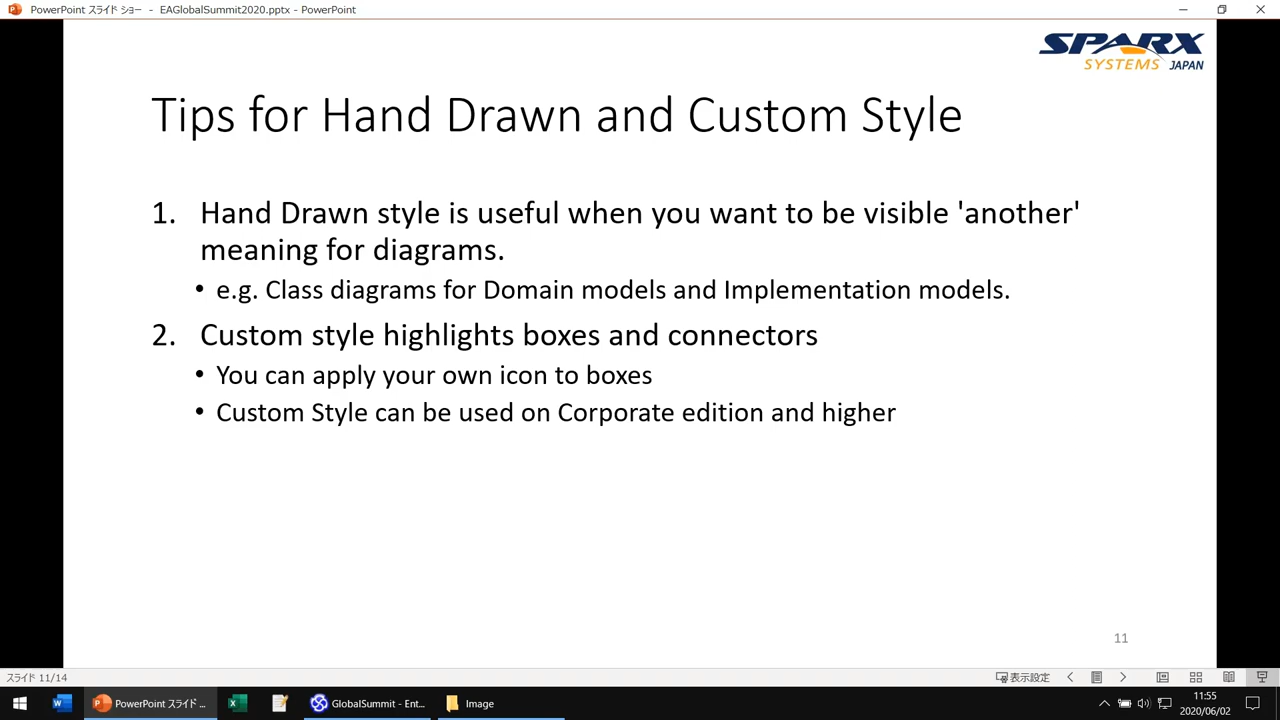 PowerPoint スライド ショー - EAGlobalSummit2020.pptx - PowerPoint
SPARX
SYSTEMS JAPAN
Tips for Hand Drawn and Custom Style
1. Hand Drawn style is useful when you want to be visible 'another'
meaning for diagrams.
• e.g. Class diagrams for Domain models and Implementation models.
2. Custom style highlights boxes and connectors
• You can apply your own icon to boxes
• Custom Style can be used on Corporate edition and higher
11
スライド 11/14
表示設定
PowerPoint スライド ...
GlobalSummit - Ent...
Image
11:55
2020/06/02